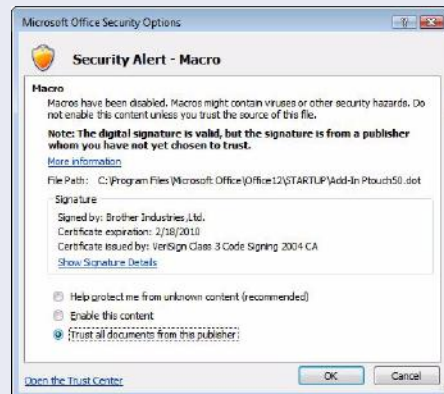 Microsoft Office Security Options
Security Alert - Macro
Macro
Macros have been disabled. Macros might contain viruses or other security hazards. Do
not enable this content unless you trust the source of this file.
Note: The digital signature is valid, but the signature is from a publisher
whom you have not yet chosen to trust.
More information
File Path: C:\Program Files\Microsoft Office\Office12\STARTUP\Add-In Ptouch50.dot
Signature
Signed by: Brother Industries,Ltd.
Certificate expiration: 2/18/2010
Certificate issued by: VeriSign Class 3 Code Signing 2004 CA
Show Signature Details
Help protect me from unknown content (recommended)
Enable this content
Trust all documents from this publisher
Open the Trust Center
OK
Cancel